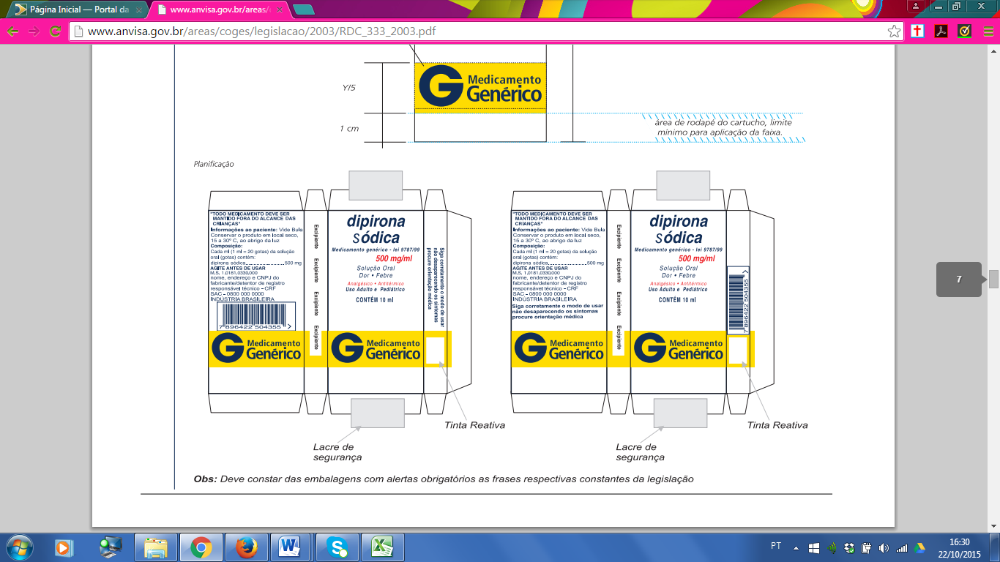 Página Inicial — Portal da
www.anvisa.gov.br/areas/
www.anvisa.gov.br/areas/coges/legislacao/2003/RDC_333_2003.pdf
Y/5
G Medicamento
Genérico
1 cm
área de rodapé do cartucho, limite
mínimo para aplicação da faixa.
Planificação
"TODO MEDICAMENTO DEVE SER
MANTIDO FORA DO ALCANCE DAS
CRIANÇAS"
Informações ao paciente: Vide Bula
Conservar o produto em local seco,
15 a 30º C, ao abrigo da luz
Composição:
Cada ml (1 ml = 20 gotas) da solução
oral (gotas) contém:
dipirona sódica........................500 mg
AGITE ANTES DE USAR
M.S. 1.0181.0330.000
nome, endereço e CNPJ do
fabricante/detentor de registro
responsável técnico - CRF
SAC - 0800 000 0000
INDÚSTRIA BRASILEIRA
7 896422 504355 >
G Medicamento
Genérico
Excipiente Excipiente Excipiente Excipiente
dipirona
sódica
Medicamento genérico - lei 9787/99
500 mg/ml
Solução Oral
Dor • Febre
Analgésico • Antitérmico
Uso Adulto e Pediátrico
CONTÉM 10 ml
G Medicamento
Genérico
Siga corretamente o modo de usar
não desaparecendo os sintomas
procure orientação médica
Tinta Reativa
Lacre de
segurança
"TODO MEDICAMENTO DEVE SER
MANTIDO FORA DO ALCANCE DAS
CRIANÇAS"
Informações ao paciente: Vide Bula
Conservar o produto em local seco,
15 a 30º C, ao abrigo da luz
Composição:
Cada ml (1 ml = 20 gotas) da solução
oral (gotas) contém:
dipirona sódica........................500 mg
AGITE ANTES DE USAR
M.S. 1.0181.0330.000
nome, endereço e CNPJ do
fabricante/detentor de registro
responsável técnico - CRF
SAC - 0800 000 0000
INDÚSTRIA BRASILEIRA
Siga corretamente o modo de usar
não desaparecendo os sintomas
procure orientação médica
G Medicamento
Genérico
Excipiente Excipiente Excipiente Excipiente
dipirona
sódica
Medicamento genérico - lei 9787/99
500 mg/ml
Solução Oral
Dor • Febre
Analgésico • Antitérmico
Uso Adulto e Pediátrico
CONTÉM 10 ml
G Medicamento
Genérico
7 896422 504355 >
Tinta Reativa
Lacre de
segurança
Obs: Deve constar das embalagens com alertas obrigatórios as frases respectivas constantes da legislação
7
PT
16:30
22/10/2015